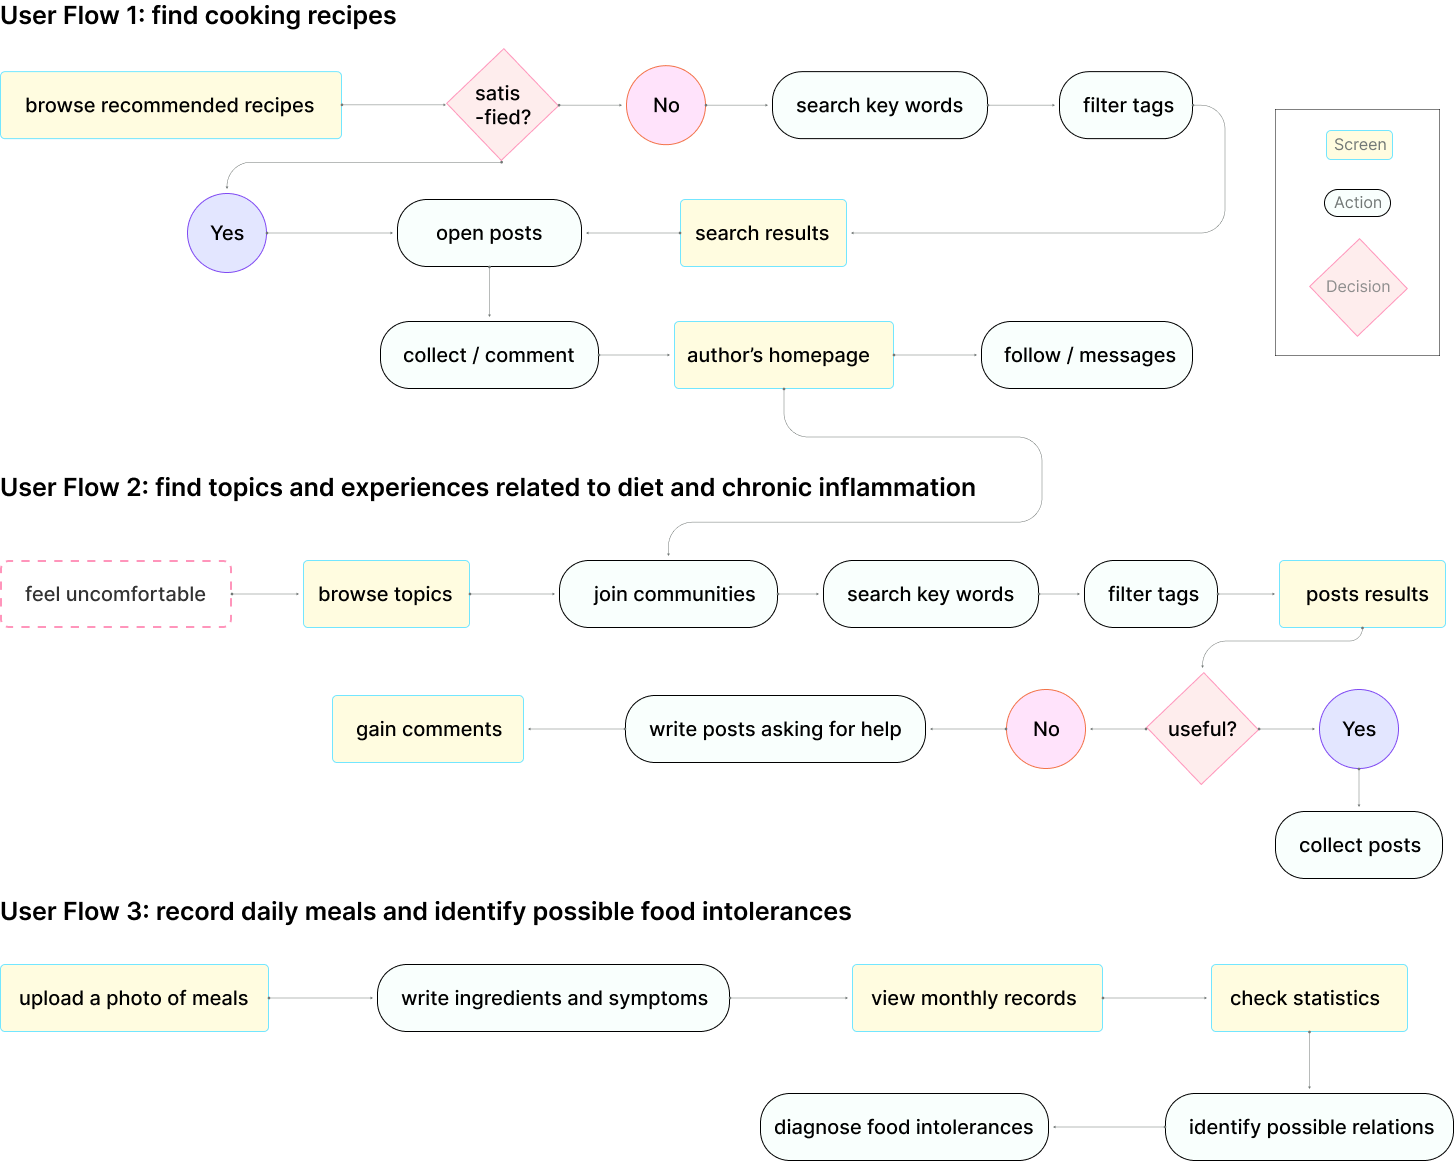 User Flow 1: find cooking recipes
browse recommended recipes
satis
-fied?
No
search key words
filter tags
Screen
Action
Decision
Yes
open posts
search results
collect / comment
author’s homepage
follow / messages
User Flow 2: find topics and experiences related to diet and chronic inflammation
feel uncomfortable
browse topics
join communities
search key words
filter tags
posts results
gain comments
write posts asking for help
No
useful?
Yes
collect posts
User Flow 3: record daily meals and identify possible food intolerances
upload a photo of meals
write ingredients and symptoms
view monthly records
check statistics
diagnose food intolerances
identify possible relations